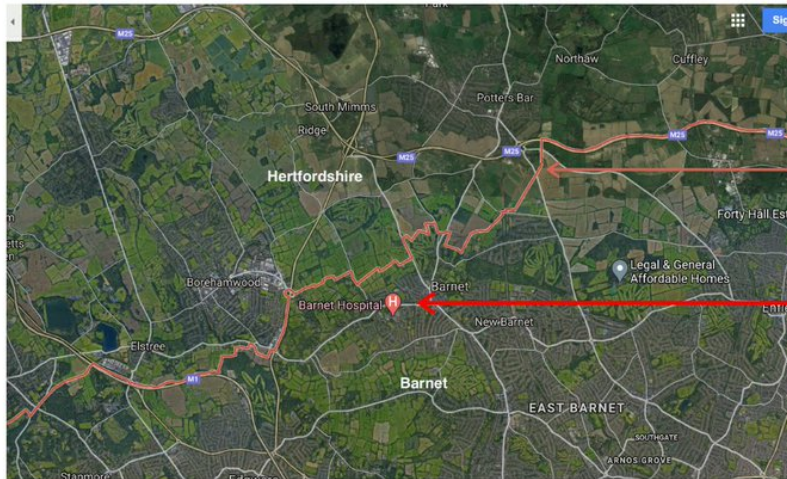 M25
Park
Sig
Northaw
Cuffley
South Mimms
Potters Bar
Ridge
M25
M25
M25
M25
Hertfordshire
Forty Hall Est
Legal & General
Affordable Homes
Borehamwood
Barnet
Barnet Hospital
H
New Barnet
Elstree
M1
Barnet
EAST BARNET
SOUTHGATE
ARNOS GROVE
Stanmore